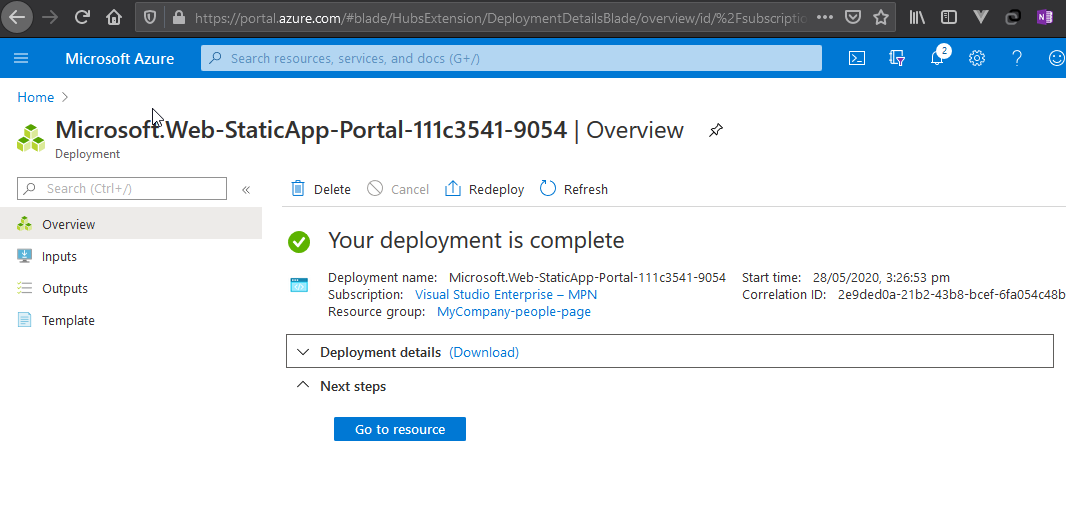 https://portal.azure.com/#blade/HubsExtension/DeploymentDetailsBlade/overview/id/%2Fsubscriptio
Microsoft Azure
Search resources, services, and docs (G+/)
2
Home >
Microsoft.Web-StaticApp-Portal-111c3541-9054 | Overview
Deployment
Search (Ctrl+/)
«
Delete
Cancel
Redeploy
Refresh
Overview
Inputs
Outputs
Template
Your deployment is complete
Deployment name: Microsoft.Web-StaticApp-Portal-111c3541-9054
Subscription: Visual Studio Enterprise – MPN
Resource group: MyCompany-people-page
Start time: 28/05/2020, 3:26:53 pm
Correlation ID: 2e9ded0a-21b2-43b8-bcef-6fa054c48b
Deployment details (Download)
Next steps
Go to resource